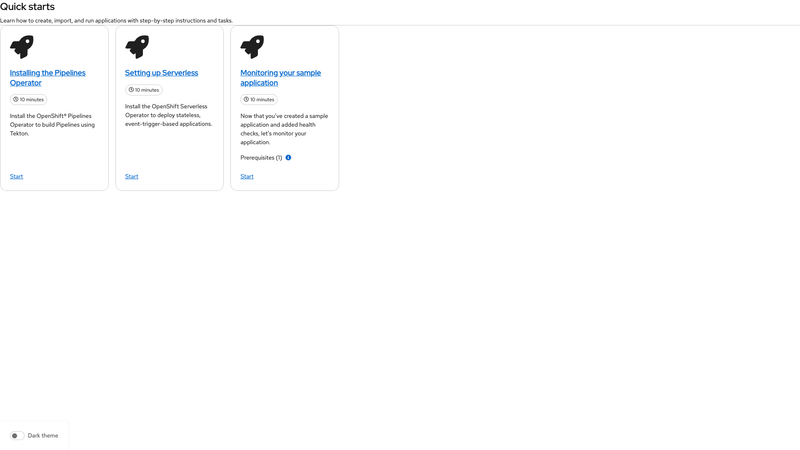 Quick starts
Learn how to create, import, and run applications with step-by-step instructions and tasks.
Installing the Pipelines
Operator
10 minutes
Install the OpenShift® Pipelines
Operator to build Pipelines using
Tekton.
Start
Setting up Serverless
10 minutes
Install the OpenShift Serverless
Operator to deploy stateless,
event-trigger-based applications.
Start
Monitoring your sample
application
10 minutes
Now that you've created a sample
application and added health
checks, let's monitor your
application.
Prerequisites (1)
Start
Dark theme